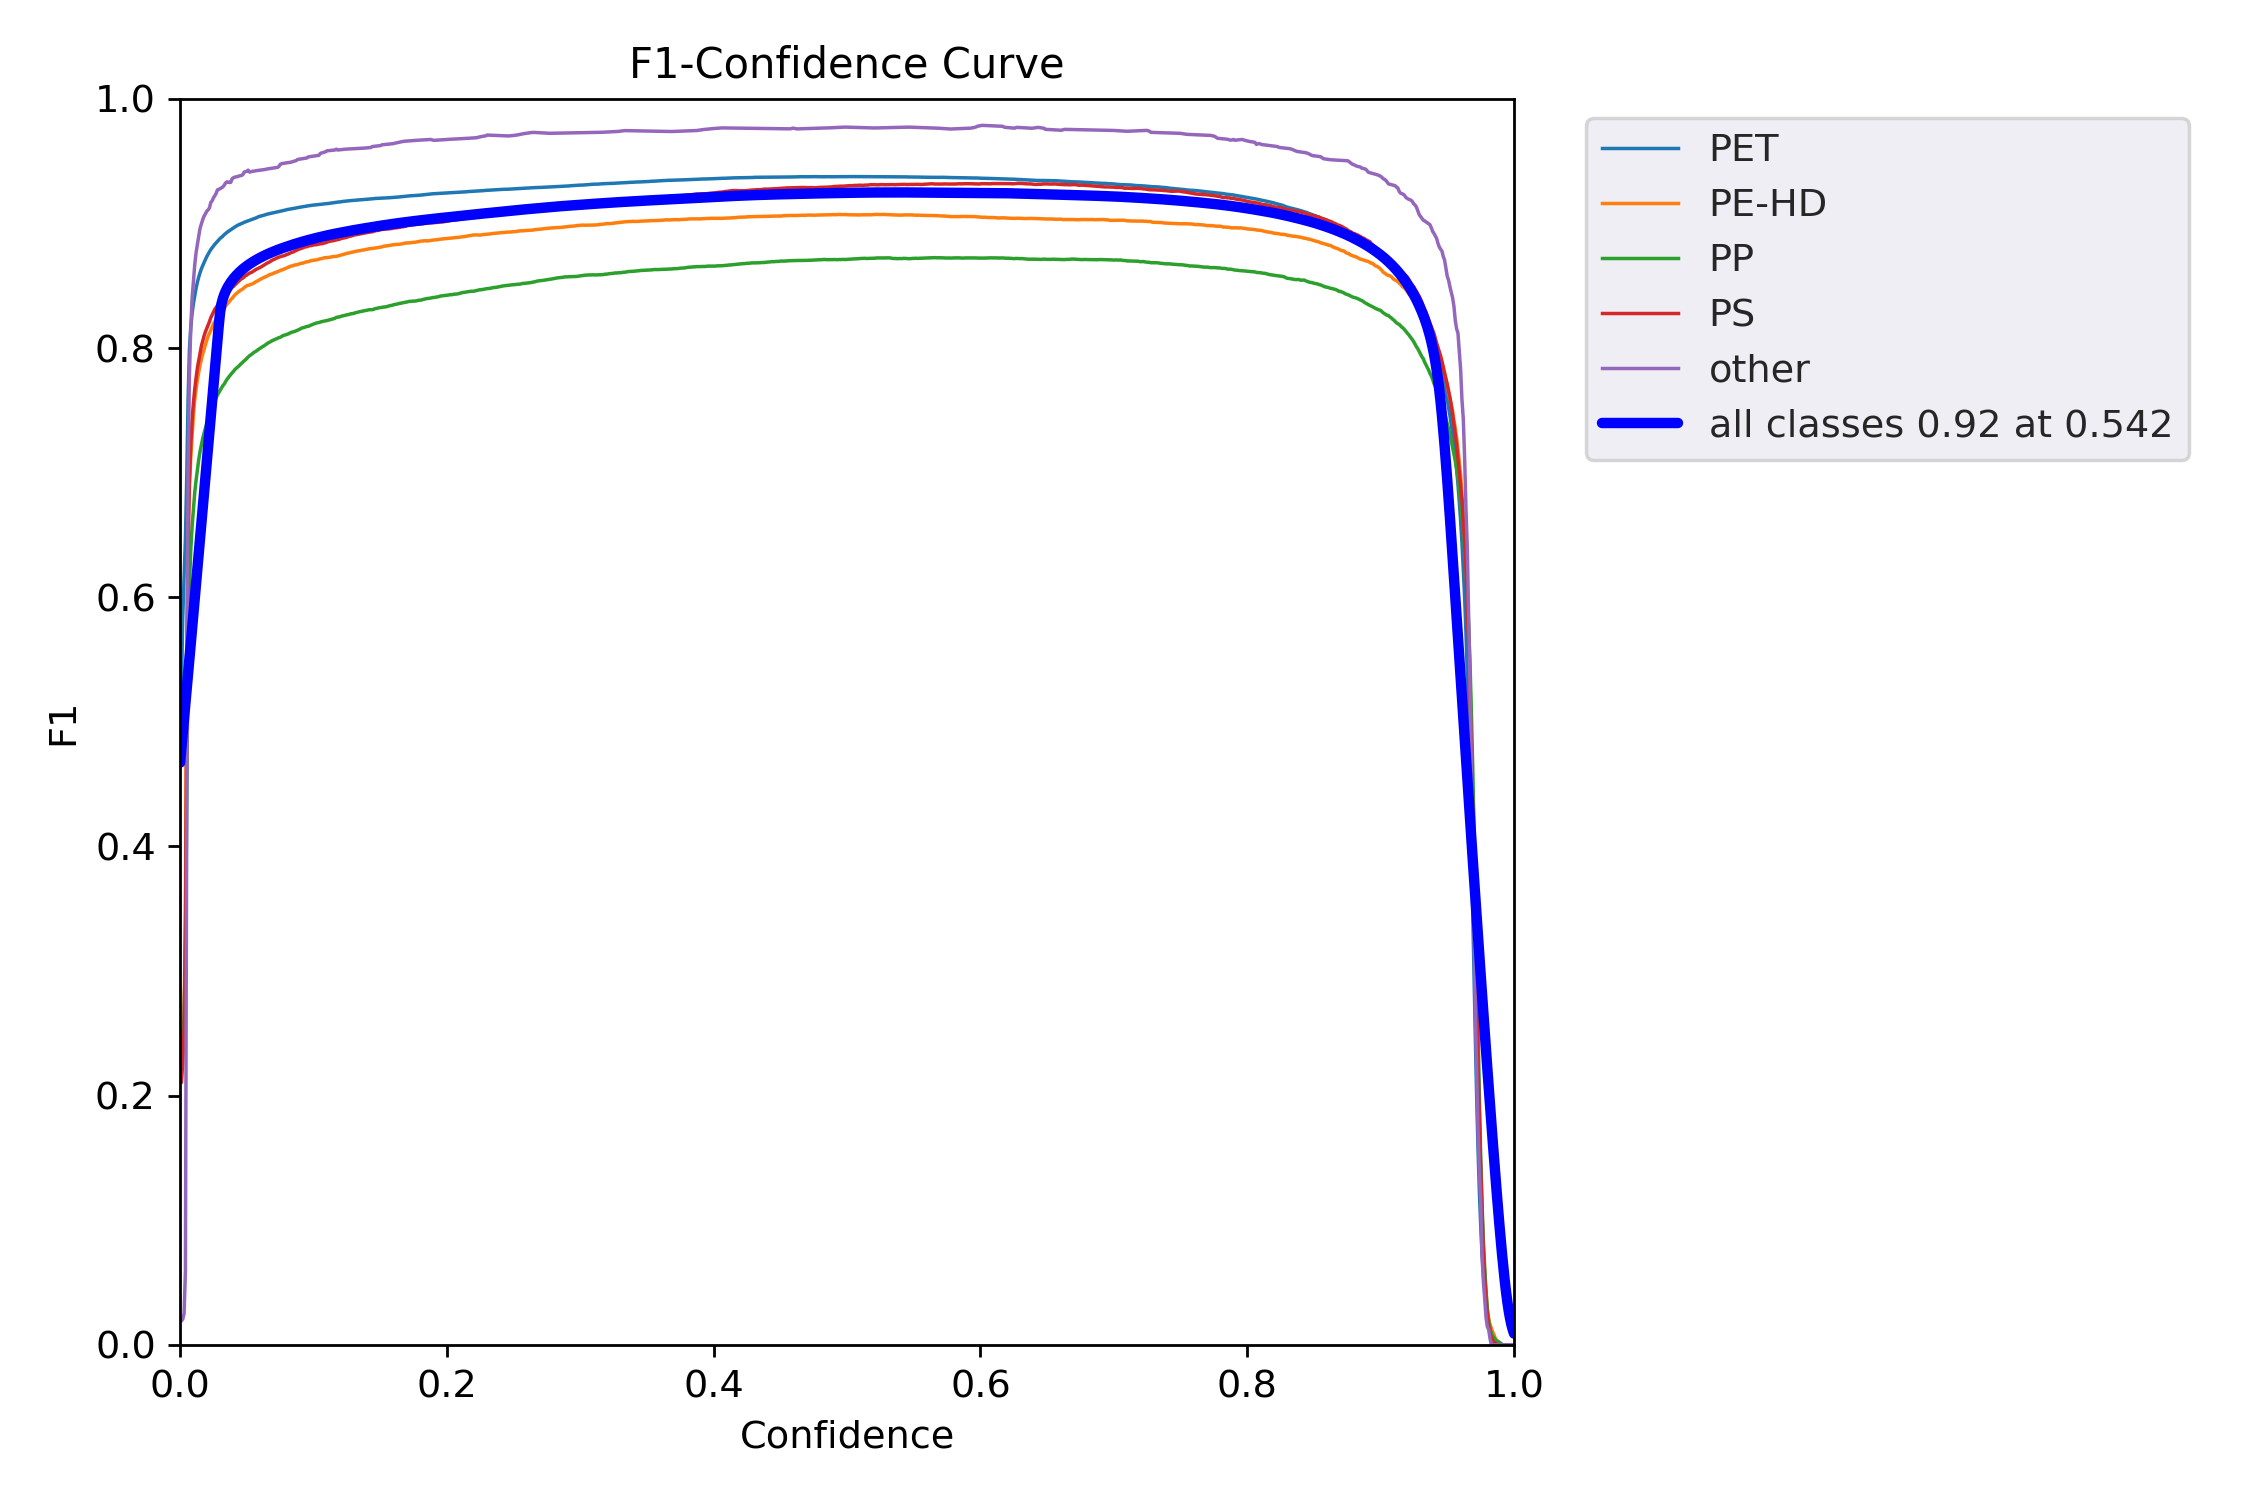 F1-Confidence Curve
1.0
0.8
0.6
0.4
0.2
0.0
F1
0.0 0.2 0.4 0.6 0.8 1.0
Confidence
PET
PE-HD
PP
PS
other
all classes 0.92 at 0.542